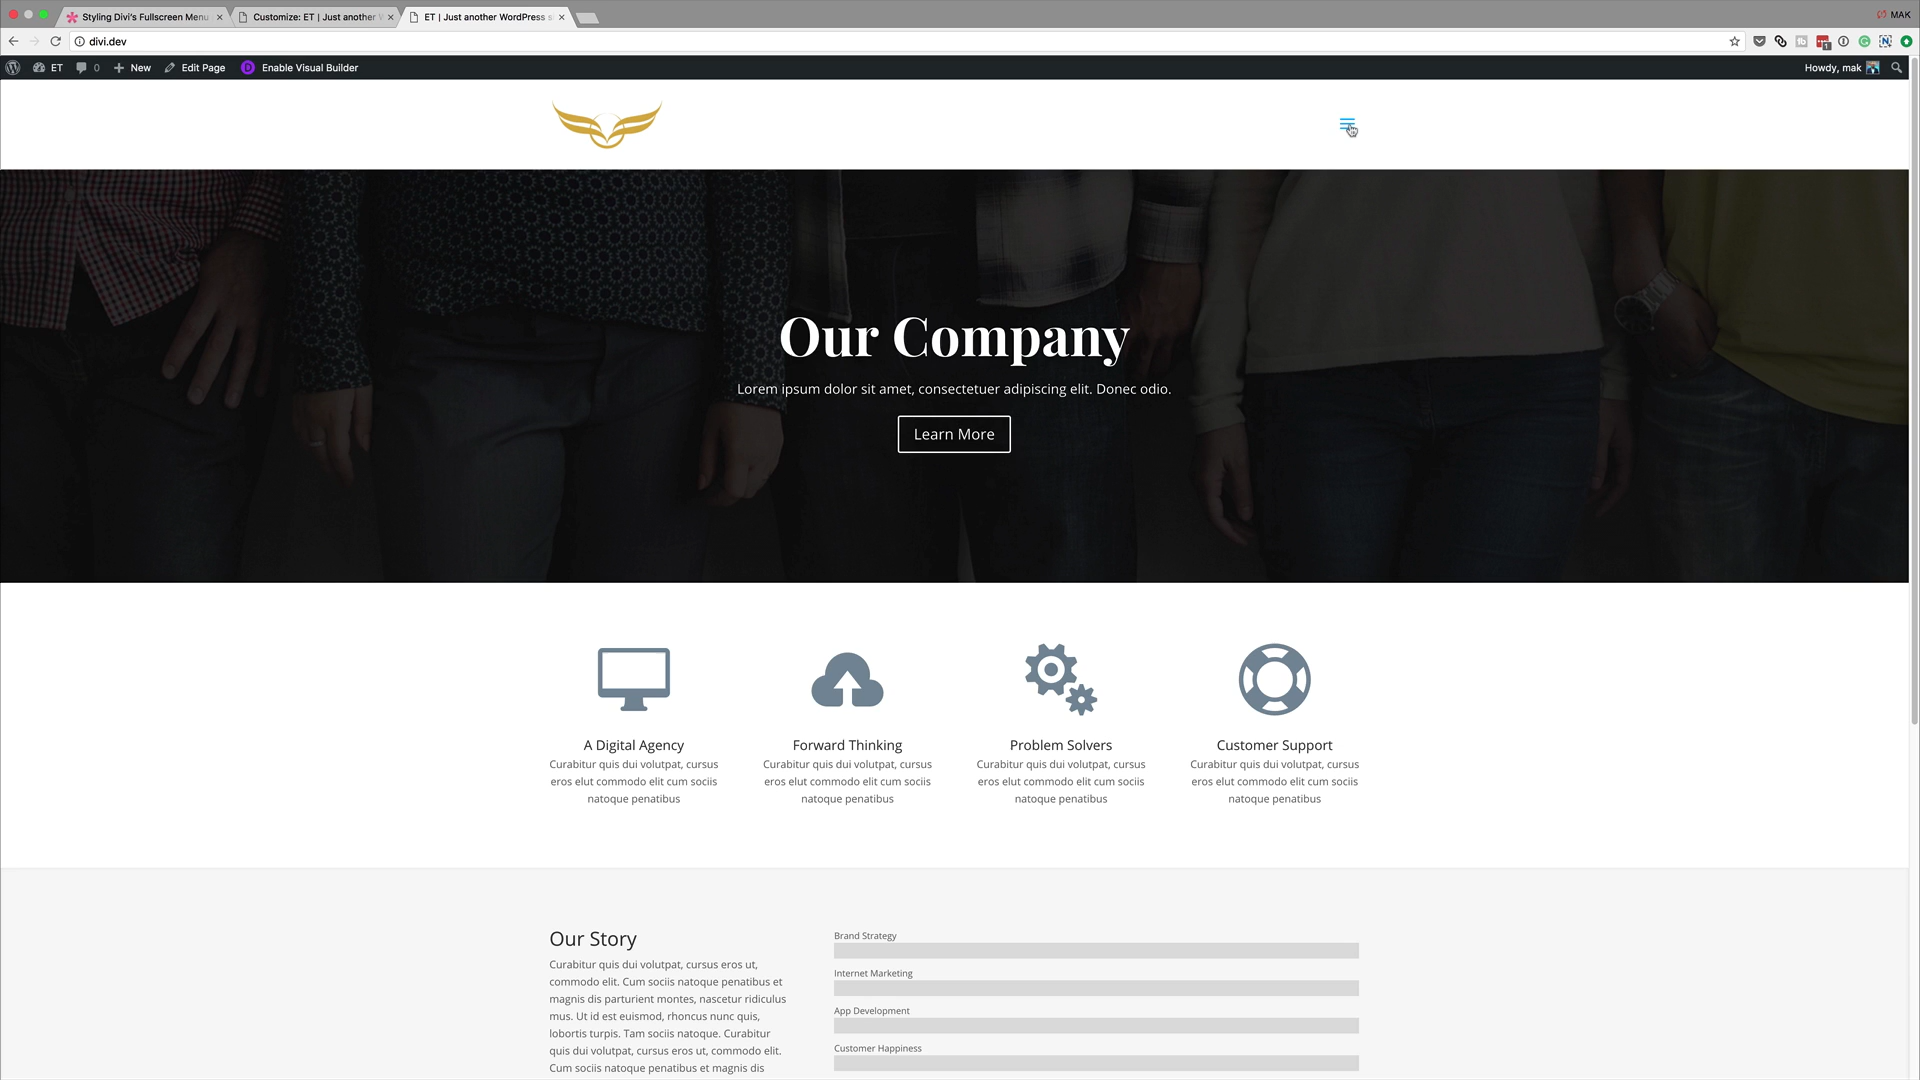 Styling Divi's Fullscreen Menu
Customize: ET | Just another W
ET | Just another WordPress si
MAK
divi.dev
ET
0
New
Edit Page
D
Enable Visual Builder
Howdy, mak
Our Company
Lorem ipsum dolor sit amet, consectetuer adipiscing elit. Donec odio.
Learn More
A Digital Agency
Curabitur quis dui volutpat, cursus
eros elut commodo elit cum sociis
natoque penatibus
Forward Thinking
Curabitur quis dui volutpat, cursus
eros elut commodo elit cum sociis
natoque penatibus
Problem Solvers
Curabitur quis dui volutpat, cursus
eros elut commodo elit cum sociis
natoque penatibus
Customer Support
Curabitur quis dui volutpat, cursus
eros elut commodo elit cum sociis
natoque penatibus
Our Story
Curabitur quis dui volutpat, cursus eros ut,
commodo elit. Cum sociis natoque penatibus et
magnis dis parturient montes, nascetur ridiculus
mus. Ut id est euismod, rhoncus nunc quis,
lobortis turpis. Tam sociis natoque. Curabitur
quis dui volutpat, cursus eros ut, commodo elit.
Cum sociis natoque penatibus et magnis dis
Brand Strategy
Internet Marketing
App Development
Customer Happiness